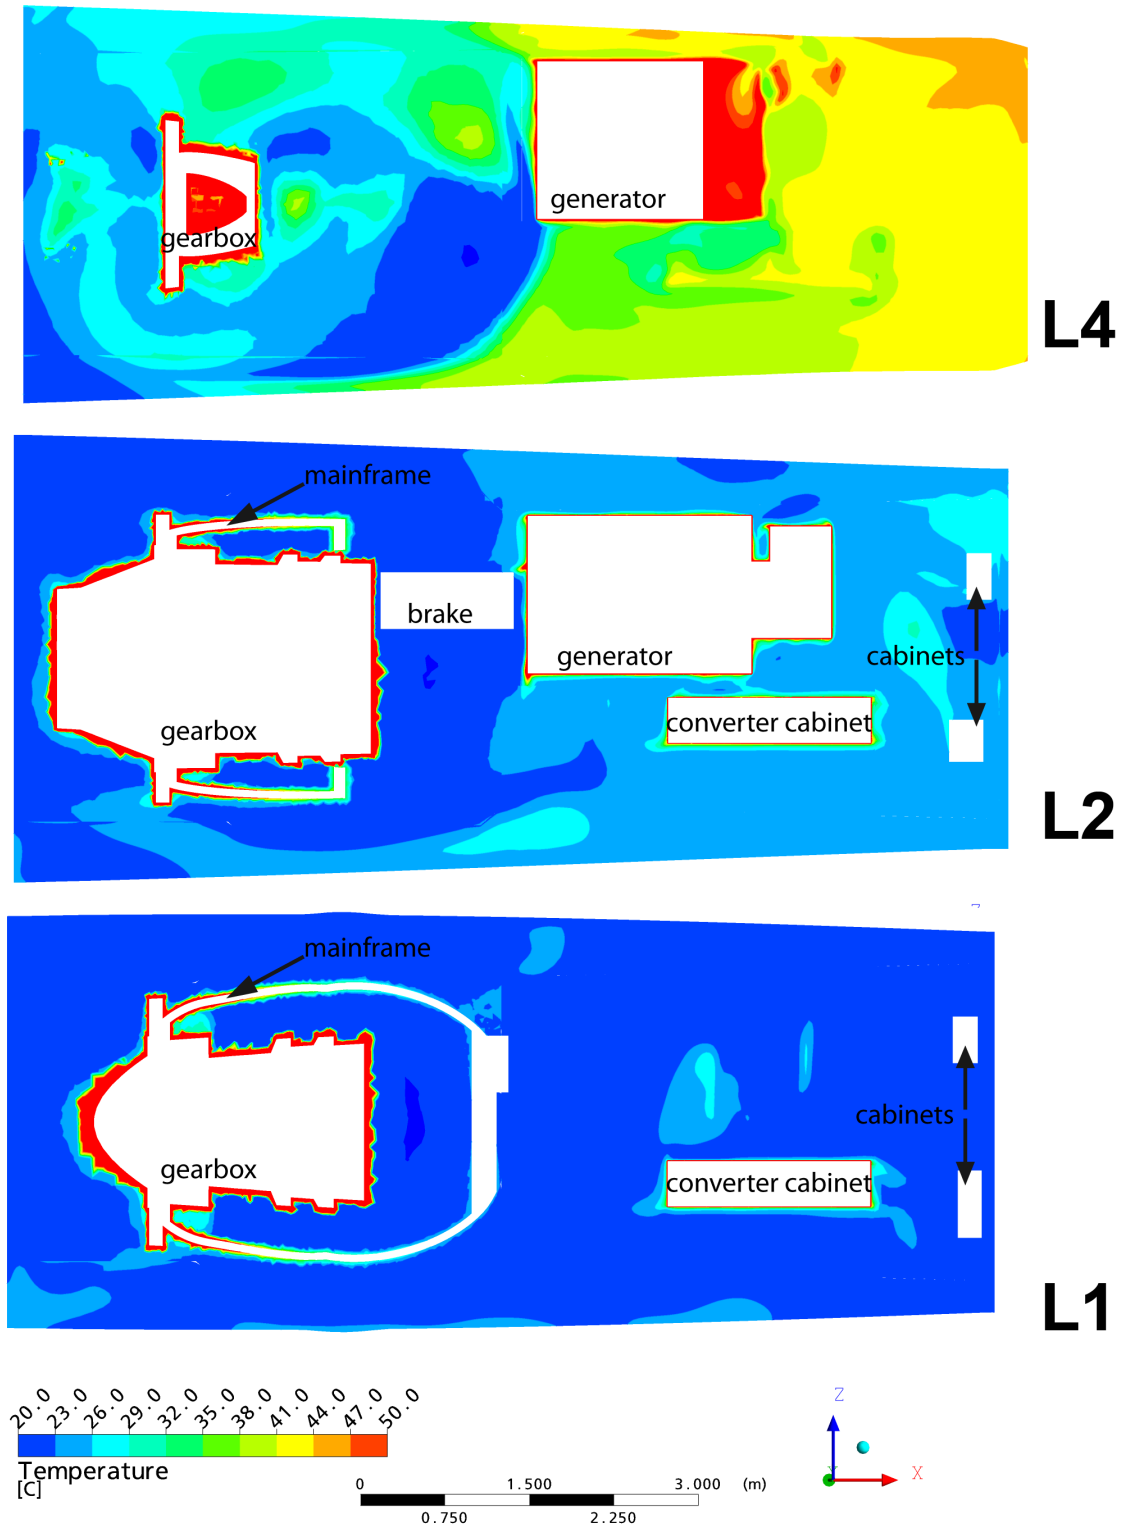 generator
gearbox
L4
mainframe
brake
generator
cabinets
gearbox
converter cabinet
L2
Z
mainframe
cabinets
gearbox
converter cabinet
L1
20.0 23.0 26.0 29.0 32.0 35.0 38.0 41.0 44.0 47.0 50.0
Temperature
[C]
0 1.500 3.000 (m)
0.750 2.250
Z
Y
X